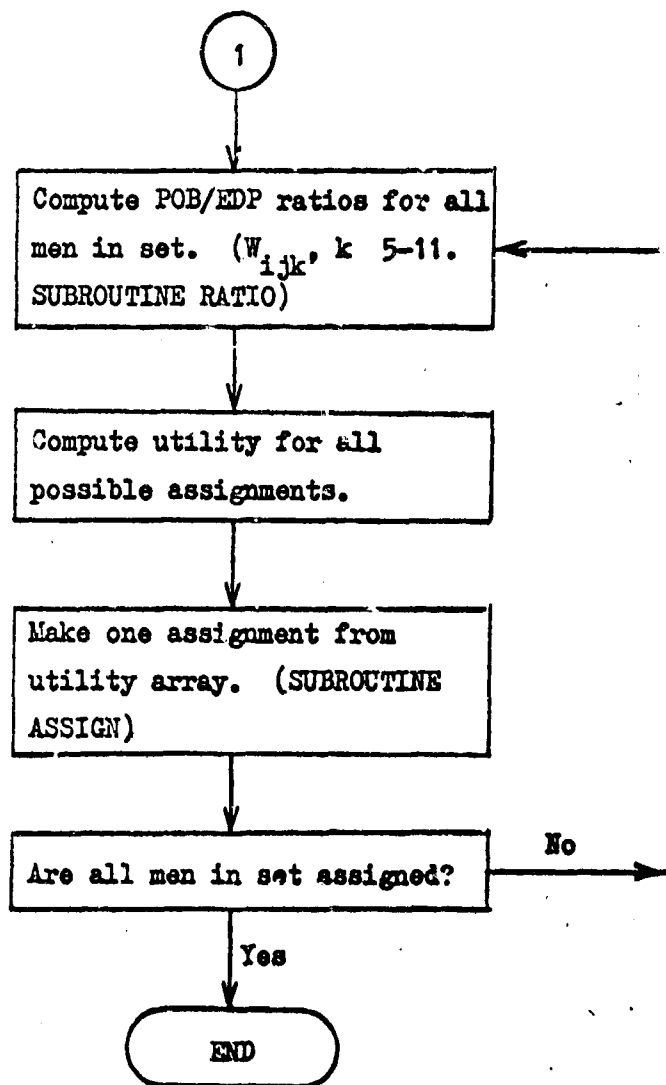 1
Compute POB/EDP ratios for all
men in set. (W_ijk, k 5-11.
SUBROUTINE RATIO)
Compute utility for all
possible assignments.
Make one assignment from
utility array. (SUBROUTINE
ASSIGN)
Are all men in set assigned?
No
Yes
END